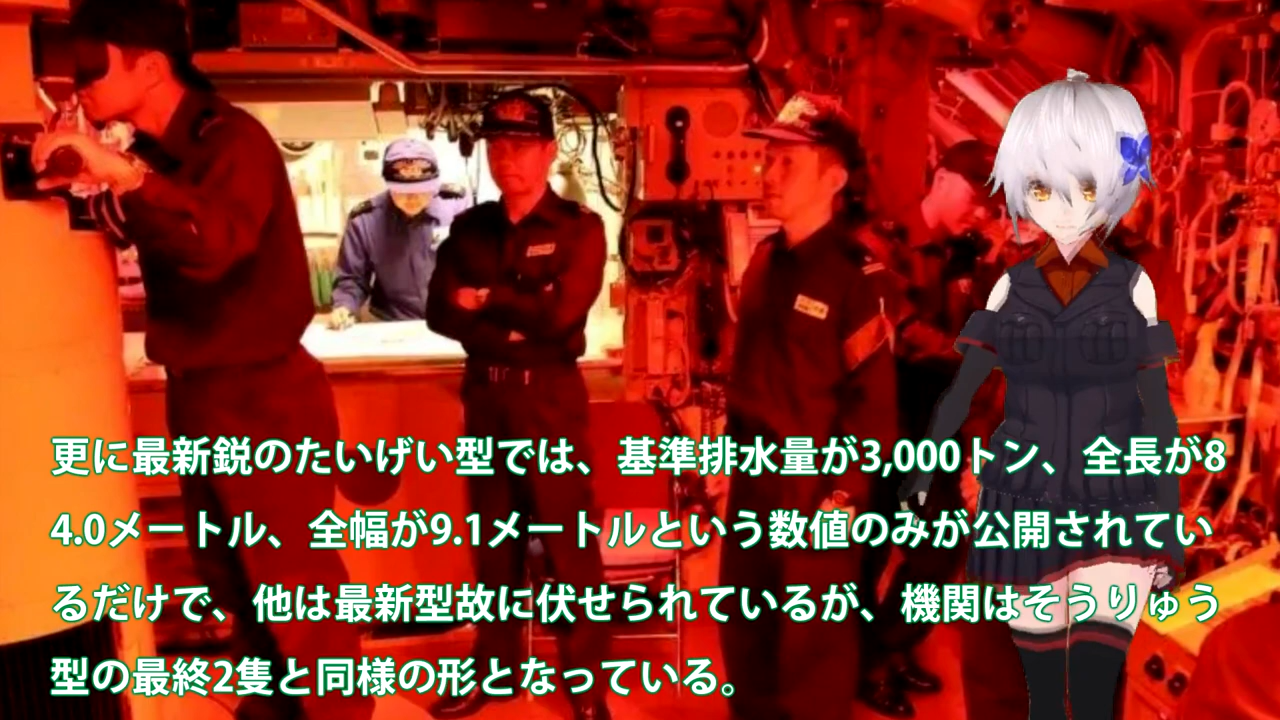 更に最新鋭のたいげい型では、基準排水量が3,000トン、全長が8
4.0メートル、全幅が9.1メートルという数値のみが公開されてい
るだけで、他は最新型故に伏せられているが、機関はそうりゅう
型の最終2隻と同様の形となっている。